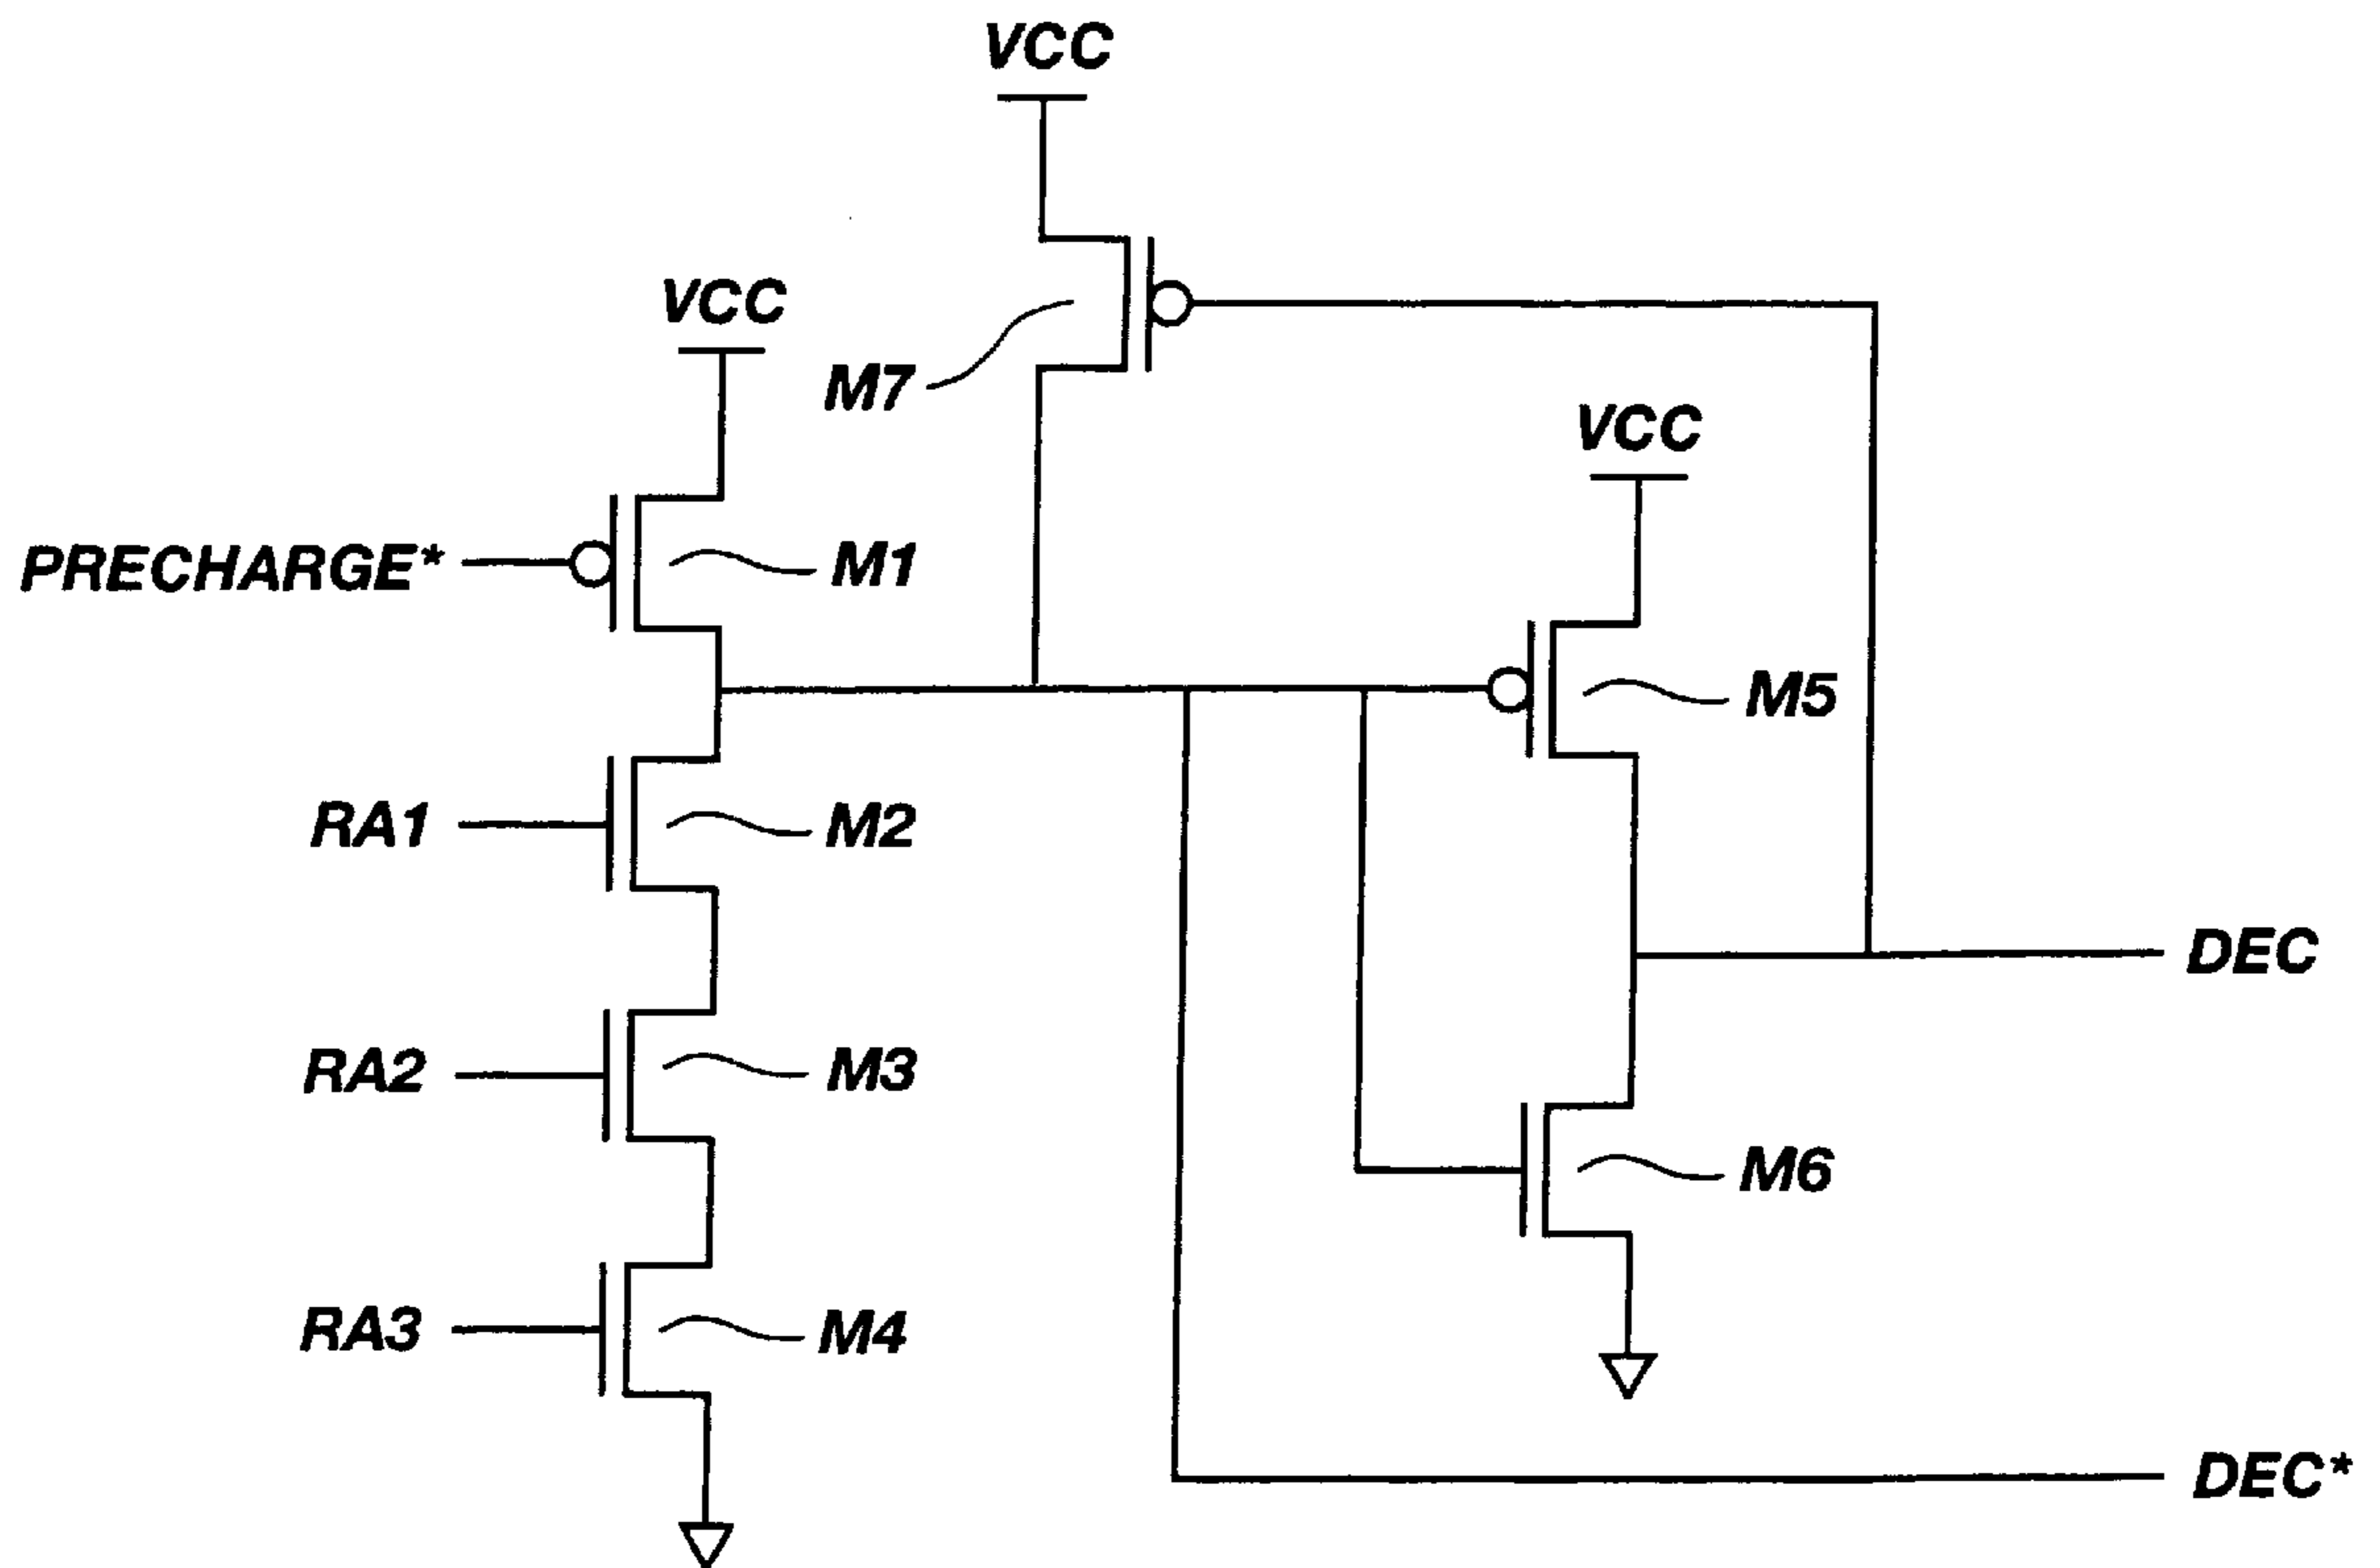 VCC
VCC
M7
VCC
PRECHARGE*
M1
M5
RA1
M2
DEC
RA2
M3
M6
RA3
M4
DEC*